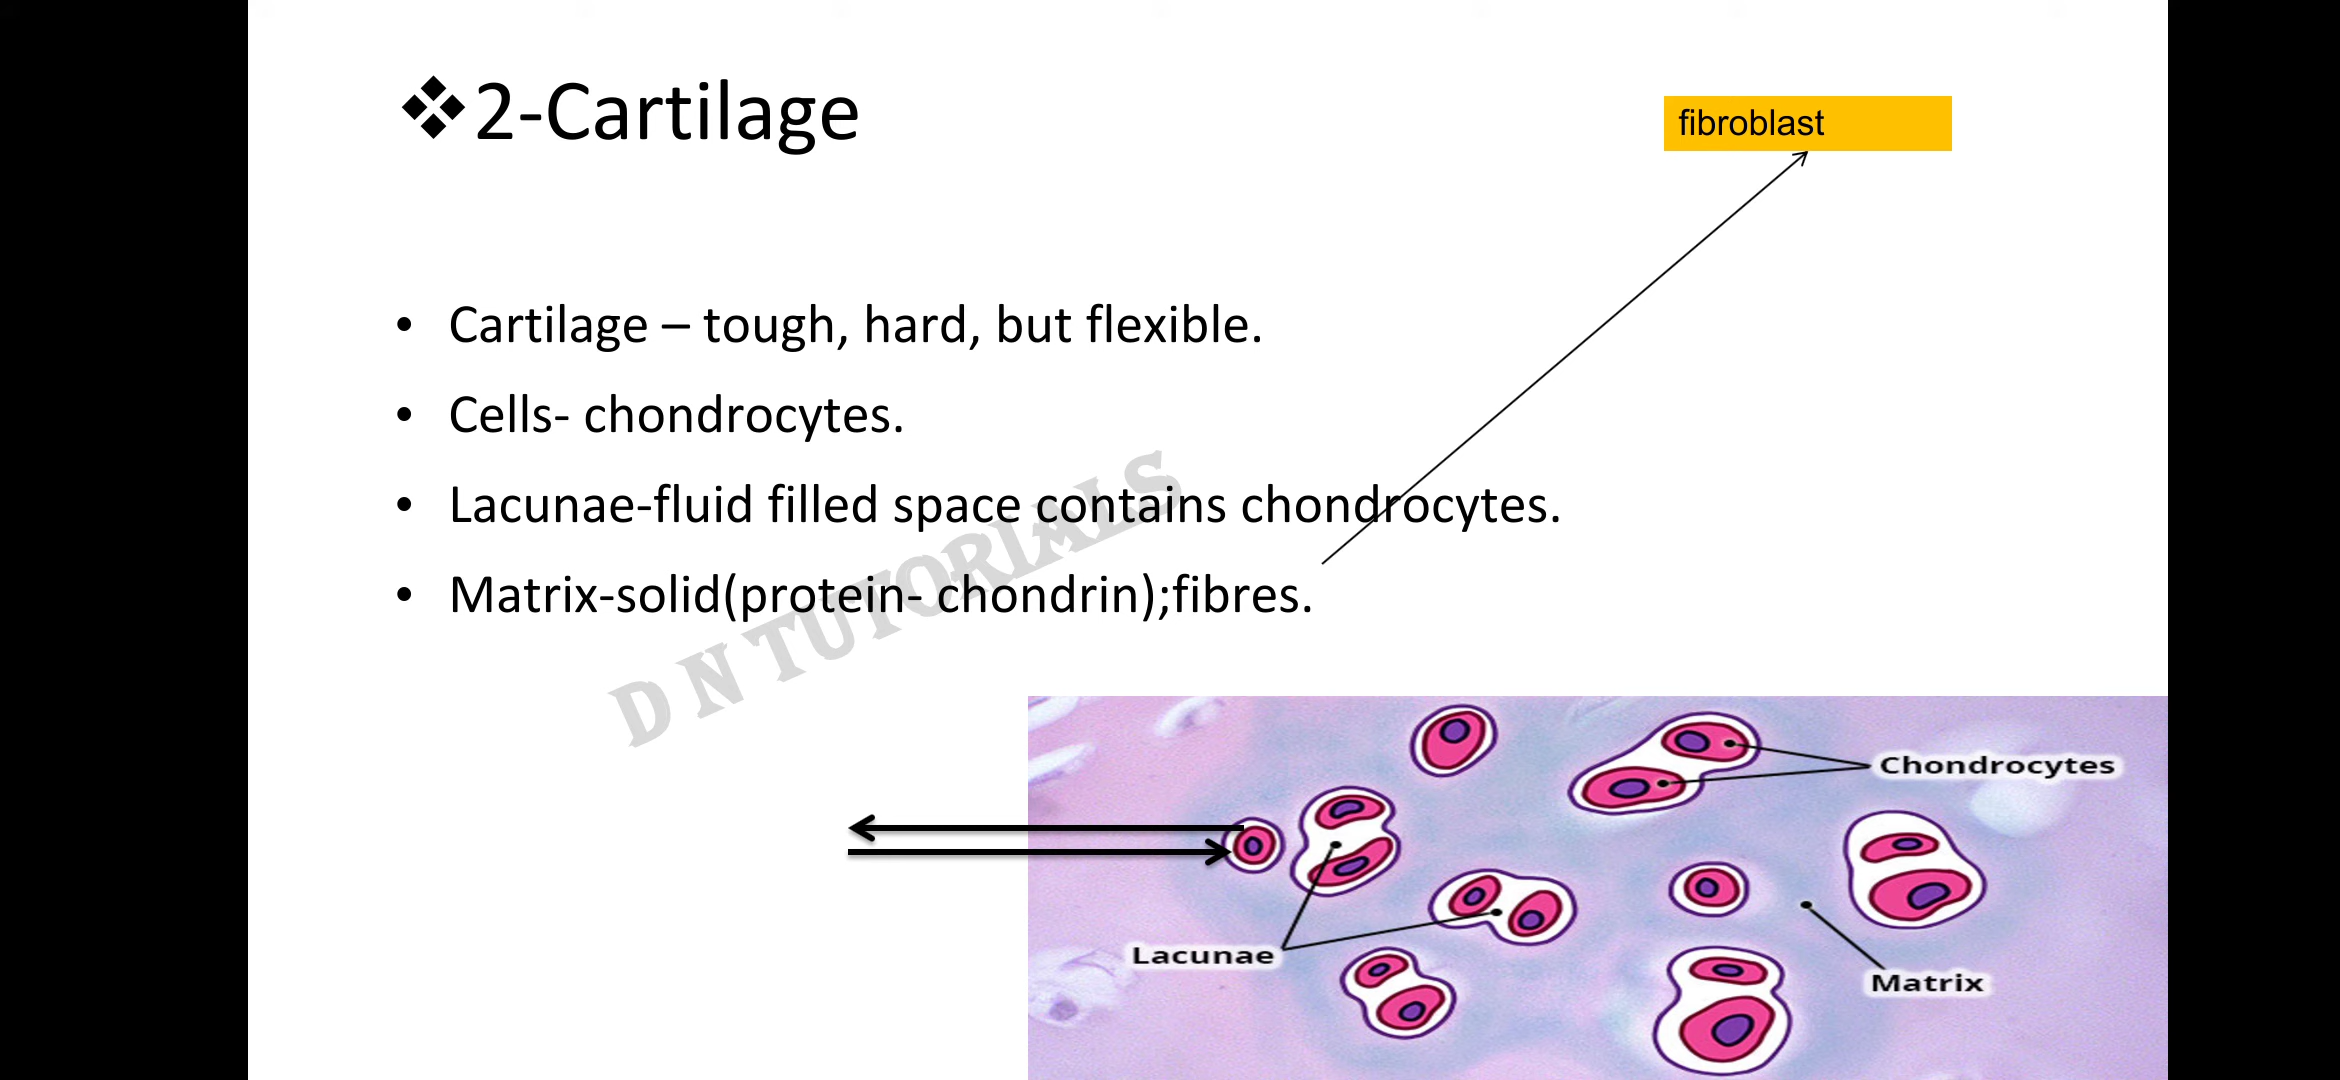 ❖2-Cartilage
fibroblast
• Cartilage – tough, hard, but flexible.
• Cells- chondrocytes.
• Lacunae-fluid filled space contains chondrocytes.
• Matrix-solid(protein- chondrin);fibres.
D N TUTORIALS
Chondrocytes
Lacunae
Matrix